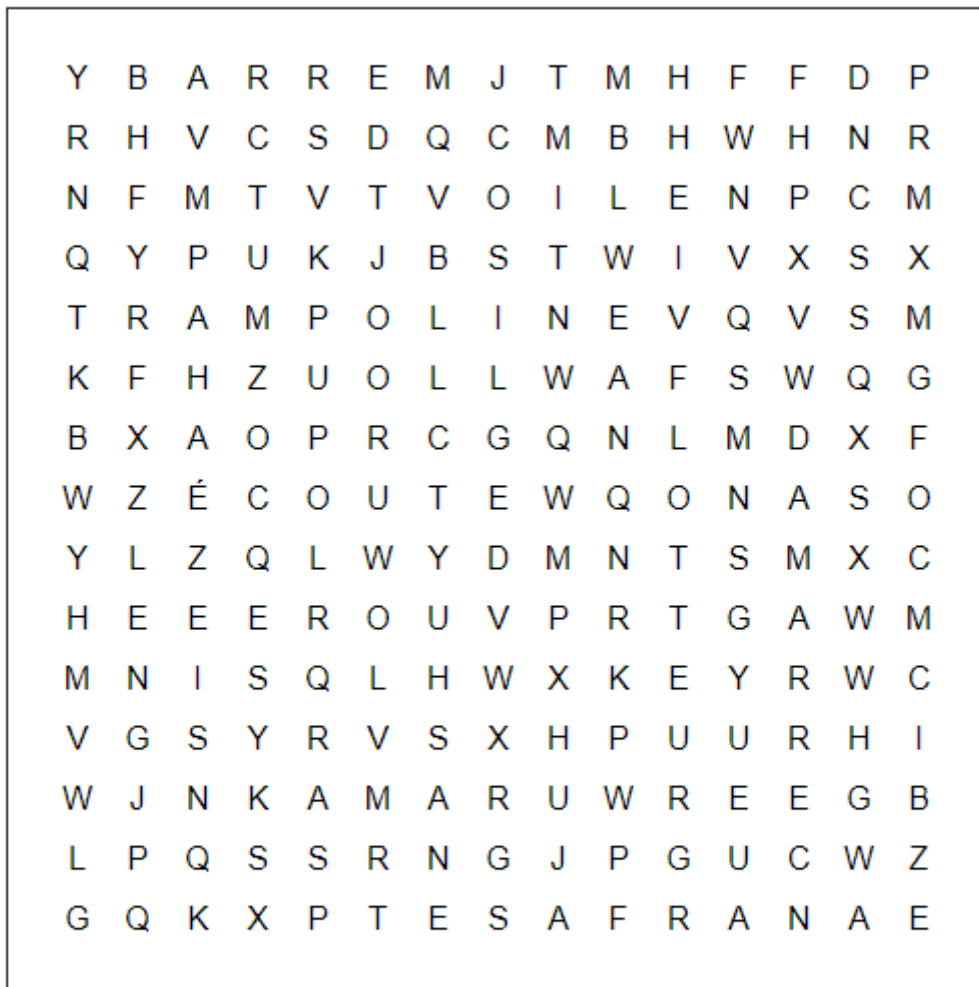 Y B A R R E M J T M H F F D P
R H V C S D Q C M B H W H N R
N F M T V T V O I L E N P C M
Q Y P U K J B S T W I V X S X
T R A M P O L I N E V Q V S M
K F H Z U O L L W A F S W Q G
B X A O P R C G Q N L M D X F
W Z É C O U T E W Q O N A S O
Y L Z Q L W Y D M N T S M X C
H E E E R O U V P R T G A W M
M N I S Q L H W X K E Y R W C
V G S Y R V S X H P U U R H I
W J N K A M A R U W R E E G B
L P Q S S R N G J P G U C W Z
G Q K X P T E S A F R A N A E